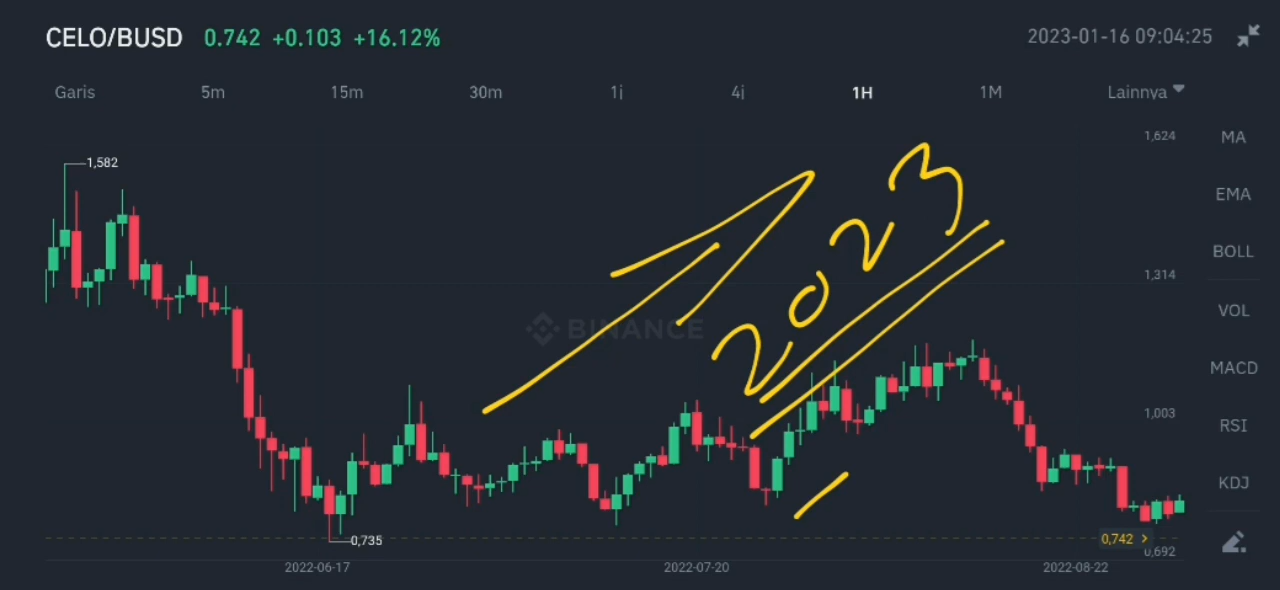 CELO/BUSD 0.742 +0.103 +16.12% 2023-01-16 09:04:25
Garis 5m 15m 30m 1j 4j 1H 1M Lainnya
1,624
MA
1,582
EMA
2023
BOLL
1,314
VOL
BINANCE
MACD
1,003
RSI
KDJ
0,735
0,742
0,692
2022-06-17 2022-07-20 2022-08-22